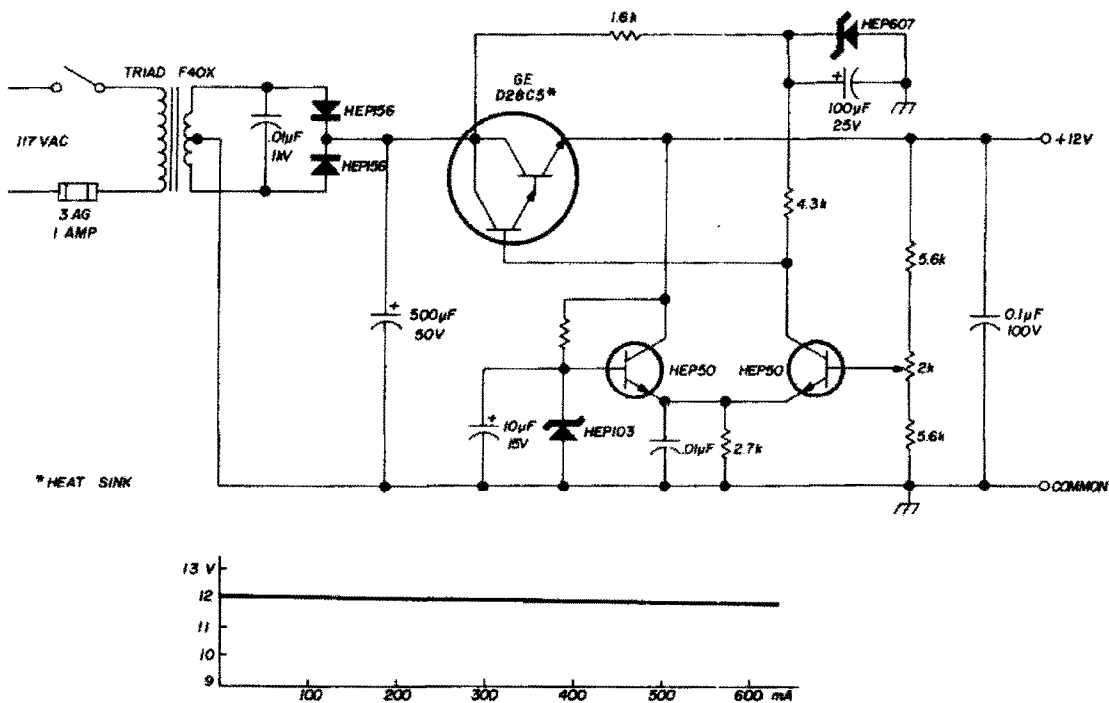 1.6k
HEP607
TRIAD F40X
GE
D28C5*
+
100µF
25V
117 VAC
.01µF
1kV
HEP156
HEP156
+12V
3 AG
1 AMP
4.3k
5.6k
+
500µF
50V
0.1µF
100V
HEP50
HEP50
2k
+
10µF
15V
HEP103
.01µF
2.7k
5.6k
*HEAT SINK
COMMON
13 V
12
11
10
9
100
200
300
400
500
600 mA